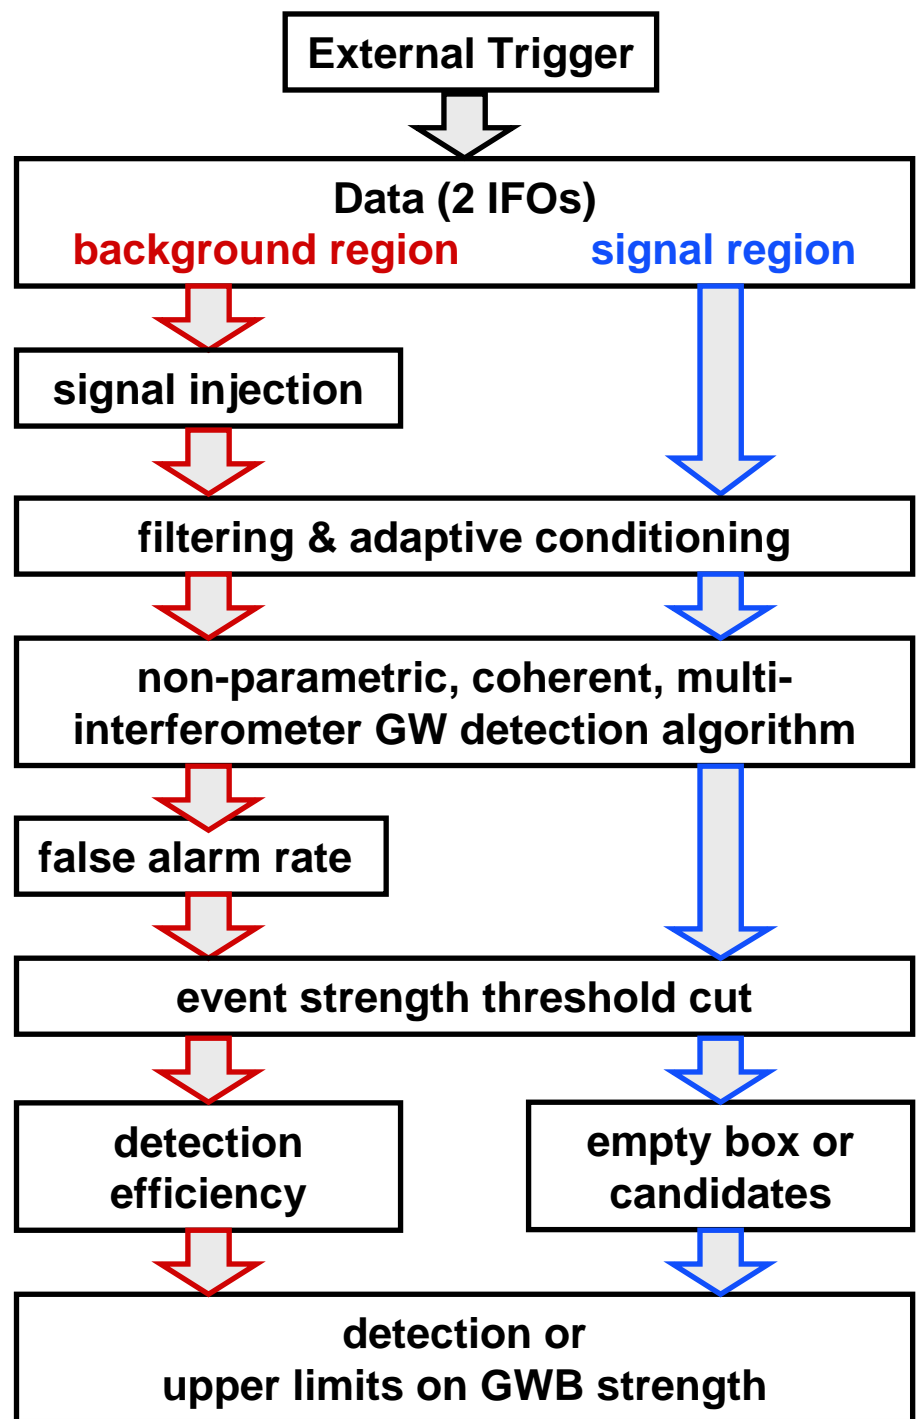 External Trigger
Data (2 IFOs)
background region signal region
signal injection
filtering & adaptive conditioning
non-parametric, coherent, multi-
interferometer GW detection algorithm
false alarm rate
event strength threshold cut
detection
efficiency
empty box or
candidates
detection or
upper limits on GWB strength